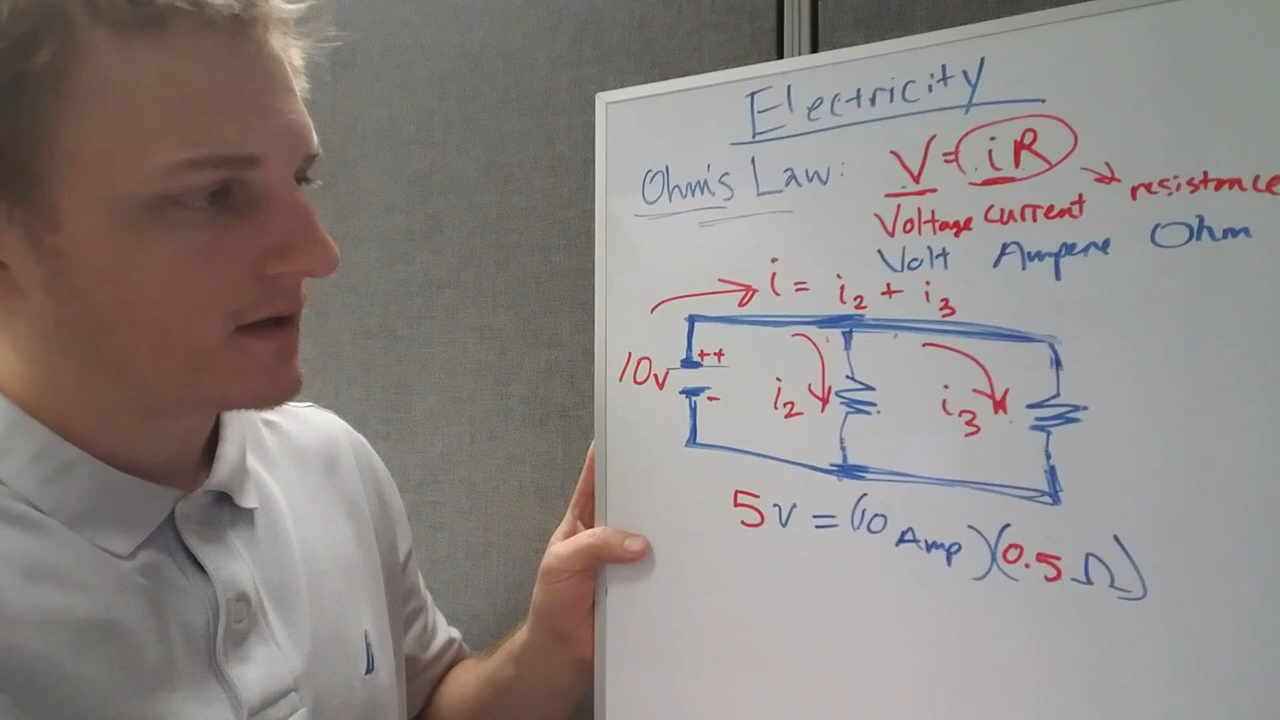 Electricity
Ohm's Law: V = iR → resistance
Voltage current
Volt Ampere Ohm
i = i2 + i3
10v ++
-
i2 i3
5v = (10 Amp)(0.5 Ω)